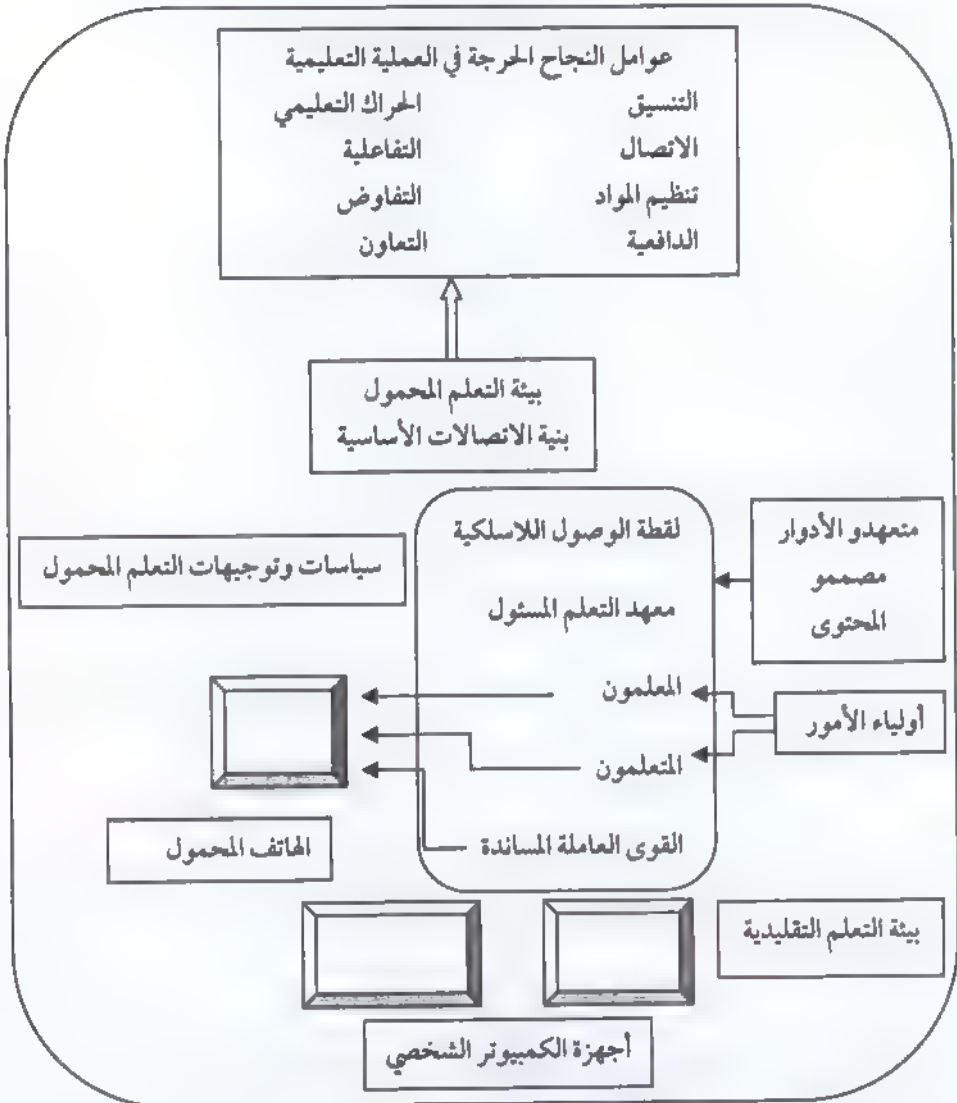 عوامل النجاح الحرجة في العملية التعليمية
التنسيق الحراك التعليمي
الاتصال التفاعلية
تنظيم المواد التفاوض
الدافعية التعاون
بيئة التعلم المحمول
بنية الاتصالات الأساسية
لقطة الوصول اللاسلكية
معهد التعلم المسئول
المعلمون
المتعلمون
القوى العاملة المساندة
متعهدو الأدوار
مصممو
المحتوى
أولياء الأمور
سياسات وتوجيهات التعلم المحمول
الهاتف المحمول
بيئة التعلم التقليدية
أجهزة الكمبيوتر الشخصي